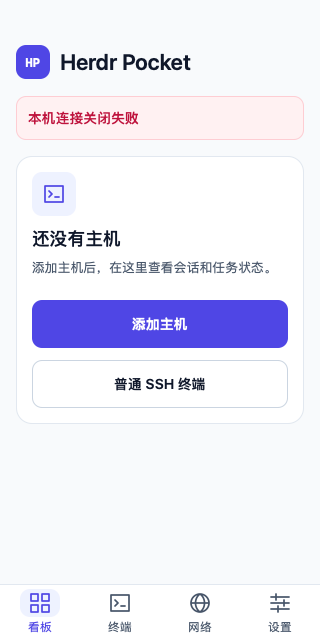 HP
Herdr Pocket
本机连接关闭失败
还没有主机
添加主机后，在这里查看会话和任务状态。
添加主机
普通 SSH 终端
看板
终端
网络
设置